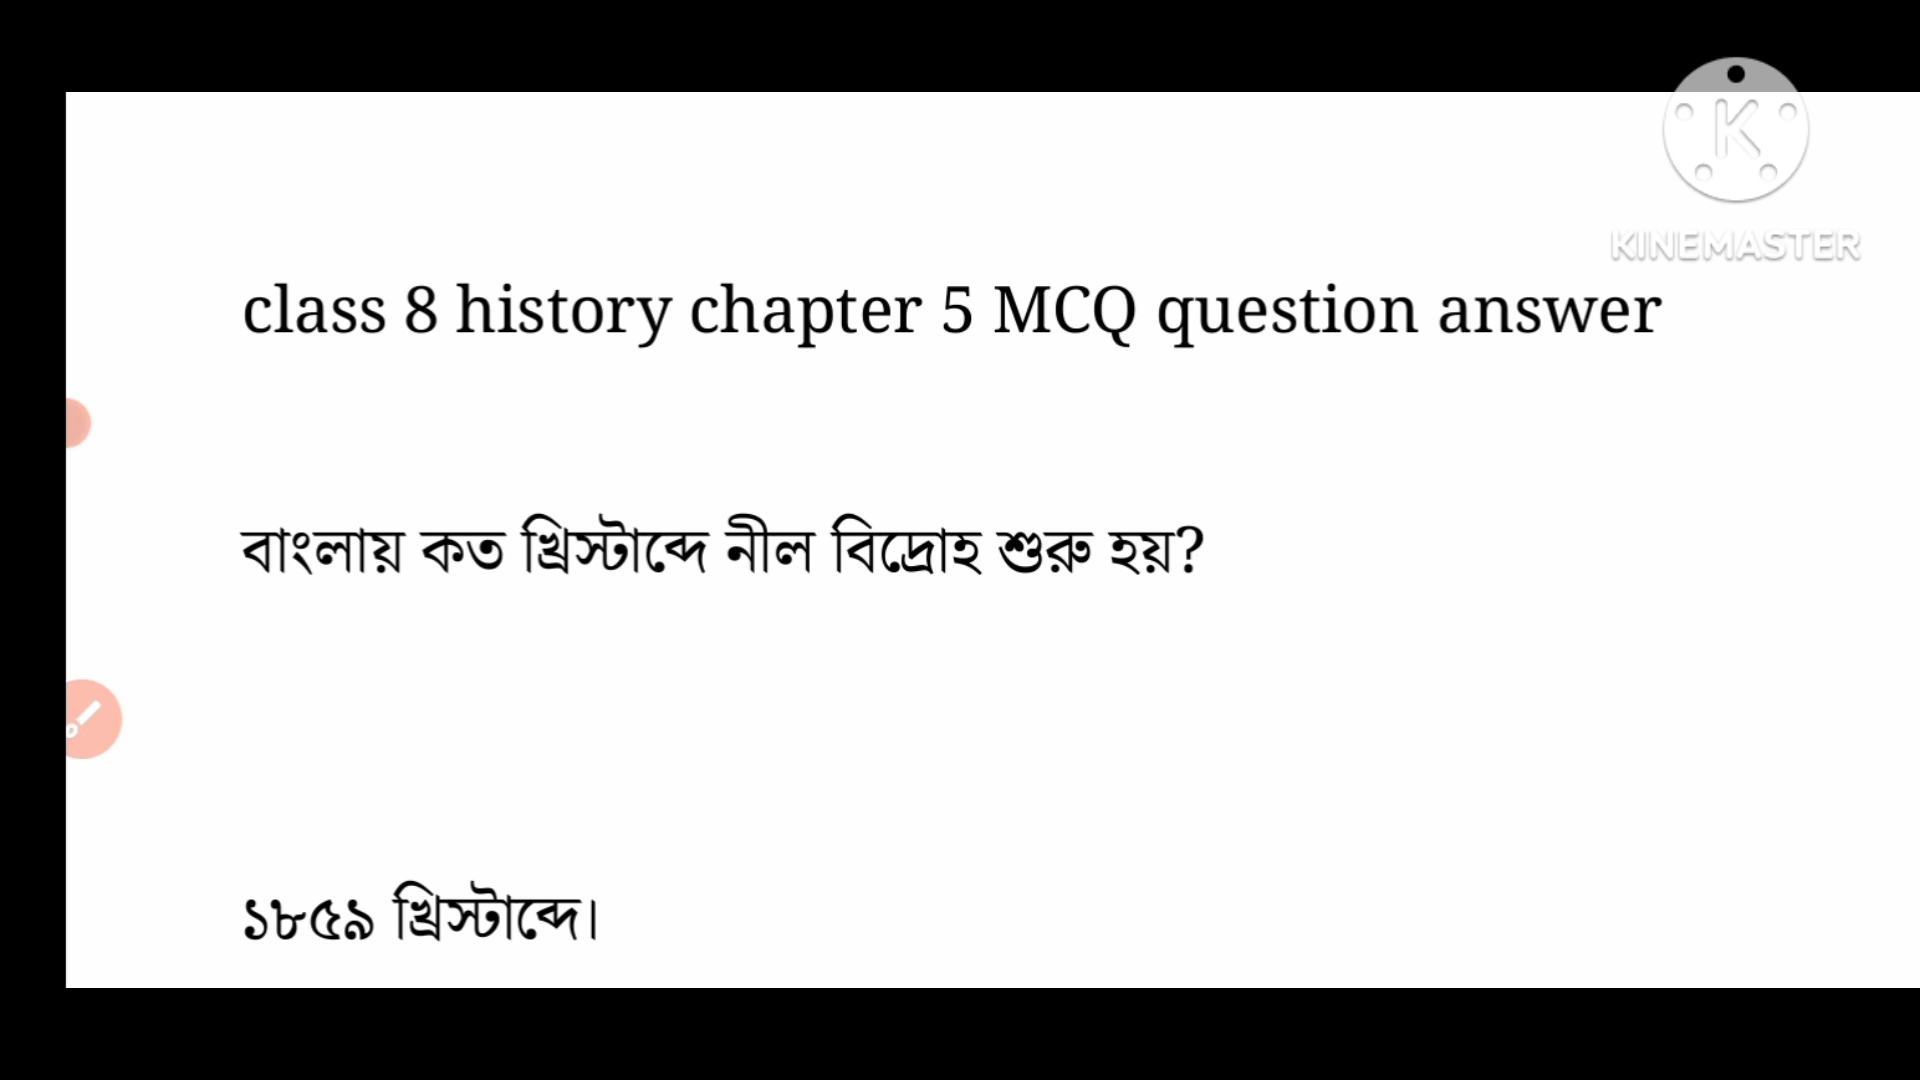 K
KINEMASTER
class 8 history chapter 5 MCQ question answer
বাংলায় কত খ্রিস্টাব্দে নীল বিদ্রোহ শুরু হয়?
১৮৫৯ খ্রিস্টাব্দে।